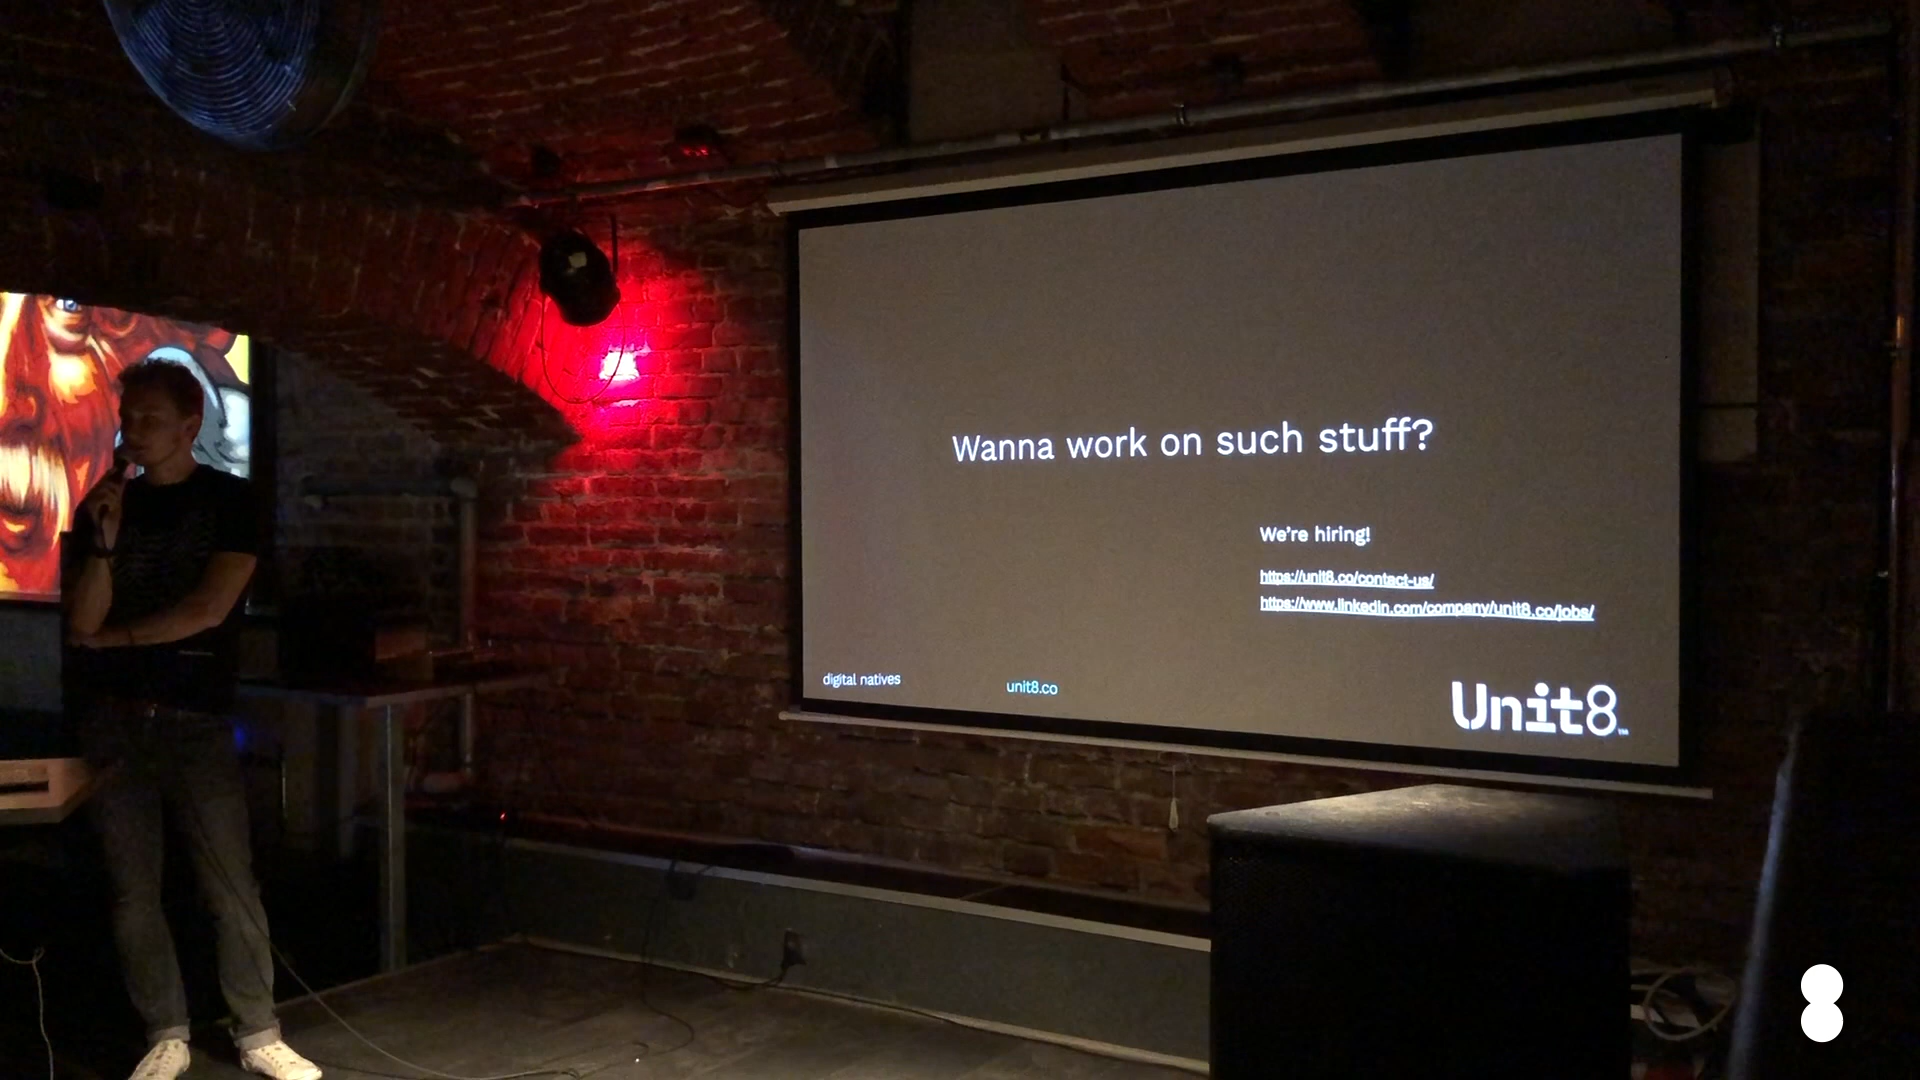 Wanna work on such stuff?
We're hiring!
https://unit8.co/contact-us/
https://www.linkedin.com/company/unit8.co/jobs/
digital natives
unit8.co
Unit8™